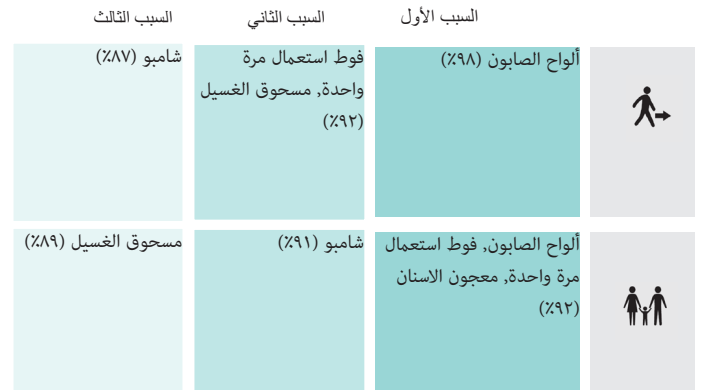 السبب الأول
السبب الثاني
السبب الثالث
ألواح الصابون (٩٨٪)
فوط استعمال مرة
واحدة, مسحوق الغسيل
(٩٢٪)
شامبو (٨٧٪)
ألواح الصابون, فوط استعمال
مرة واحدة, معجون الاسنان
(٩٢٪)
شامبو (٩١٪)
مسحوق الغسيل (٨٩٪)